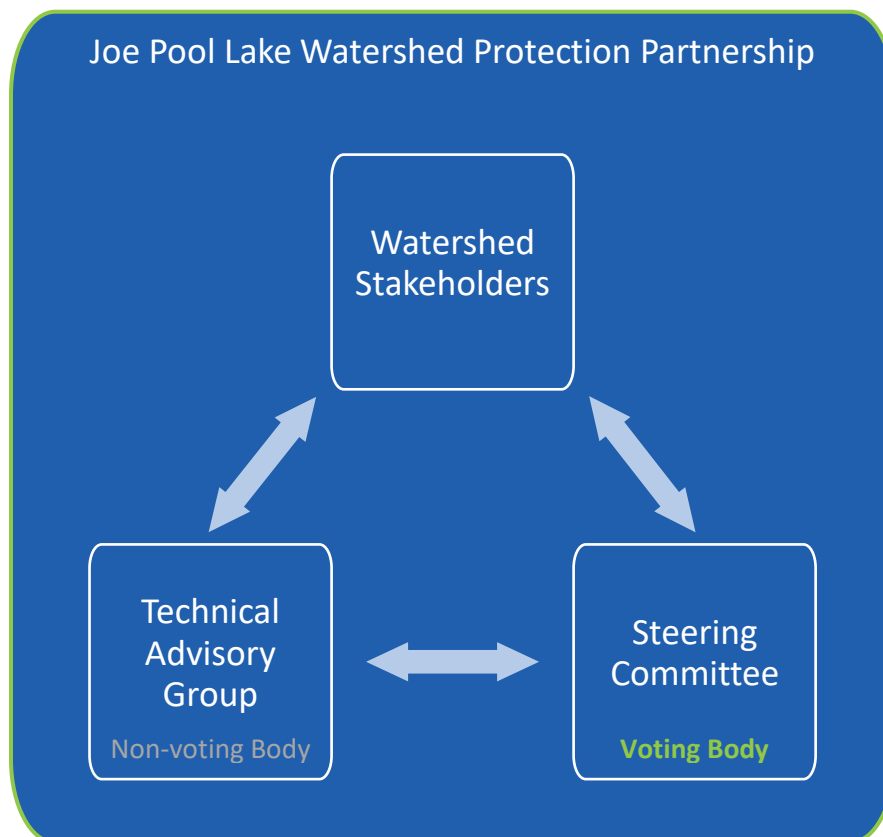 Joe Pool Lake Watershed Protection Partnership
Watershed
Stakeholders
Technical
Advisory
Group
Non-voting Body
Steering
Committee
Voting Body